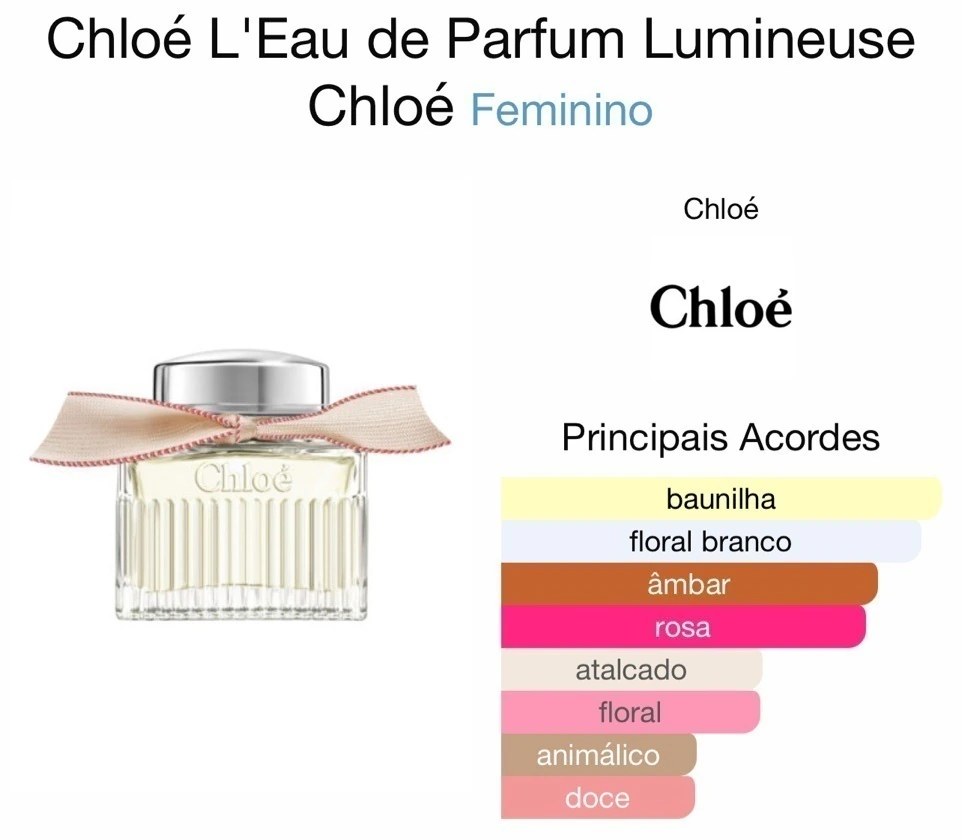 Chloé L'Eau de Parfum Lumineuse
Chloé Feminino
Chloé
Chloé
Principais Acordes
Chloé
baunilha
floral branco
âmbar
rosa
atalcado
floral
animálico
doce